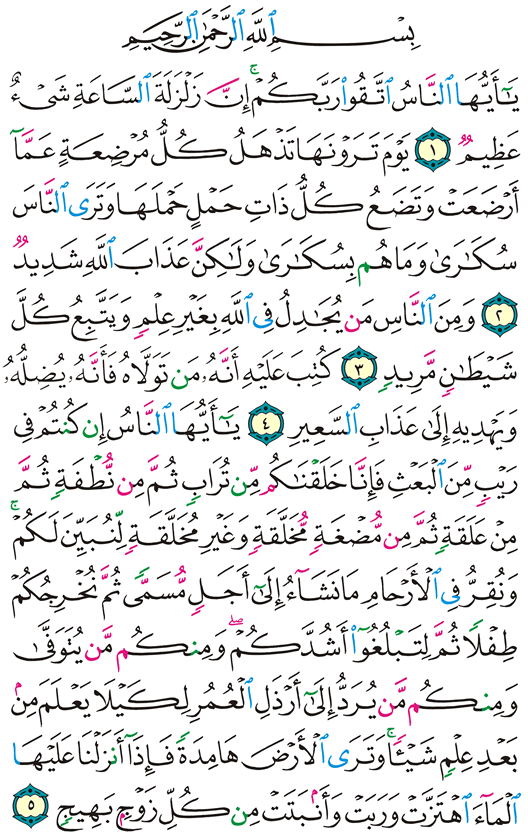 بِسْمِ ٱللَّهِ ٱلرَّحْمَٰنِ ٱلرَّحِيمِ
يَٰٓأَيُّهَا ٱلنَّاسُ ٱتَّقُوا۟ رَبَّكُمْ ۚ إِنَّ زَلْزَلَةَ ٱلسَّاعَةِ شَىْءٌ
عَظِيمٌ ١ يَوْمَ تَرَوْنَهَا تَذْهَلُ كُلُّ مُرْضِعَةٍ عَمَّآ
أَرْضَعَتْ وَتَضَعُ كُلُّ ذَاتِ حَمْلٍ حَمْلَهَا وَتَرَى ٱلنَّاسَ
سُكَٰرَىٰ وَمَا هُم بِسُكَٰرَىٰ وَلَٰكِنَّ عَذَابَ ٱللَّهِ شَدِيدٌ
٢ وَمِنَ ٱلنَّاسِ مَن يُجَٰدِلُ فِى ٱللَّهِ بِغَيْرِ عِلْمٍ وَيَتَّبِعُ كُلَّ
شَيْطَٰنٍ مَّرِيدٍ ٣ كُتِبَ عَلَيْهِ أَنَّهُۥ مَن تَوَلَّاهُ فَأَنَّهُۥ يُضِلُّهُۥ
وَيَهْدِيهِ إِلَىٰ عَذَابِ ٱلسَّعِيرِ ٤ يَٰٓأَيُّهَا ٱلنَّاسُ إِن كُنتُمْ فِى
رَيْبٍ مِّنَ ٱلْبَعْثِ فَإِنَّا خَلَقْنَٰكُم مِّن تُرَابٍ ثُمَّ مِن نُّطْفَةٍ ثُمَّ
مِنْ عَلَقَةٍ ثُمَّ مِن مُّضْغَةٍ مُّخَلَّقَةٍ وَغَيْرِ مُخَلَّقَةٍ لِّنُبَيِّنَ لَكُمْ ۚ
وَنُقِرُّ فِى ٱلْأَرْحَامِ مَا نَشَآءُ إِلَىٰٓ أَجَلٍ مُّسَمًّى ثُمَّ نُخْرِجُكُمْ
طِفْلًا ثُمَّ لِتَبْلُغُوٓا۟ أَشُدَّكُمْ ۖ وَمِنكُم مَّن يُتَوَفَّىٰ
وَمِنكُم مَّن يُرَدُّ إِلَىٰٓ أَرْذَلِ ٱلْعُمُرِ لِكَيْلَا يَعْلَمَ مِنۢ
بَعْدِ عِلْمٍ شَيْـًٔا ۚ وَتَرَى ٱلْأَرْضَ هَامِدَةً فَإِذَآ أَنزَلْنَا عَلَيْهَا
ٱلْمَآءَ ٱهْتَزَّتْ وَرَبَتْ وَأَنۢبَتَتْ مِن كُلِّ زَوْجٍۭ بَهِيجٍ ٥